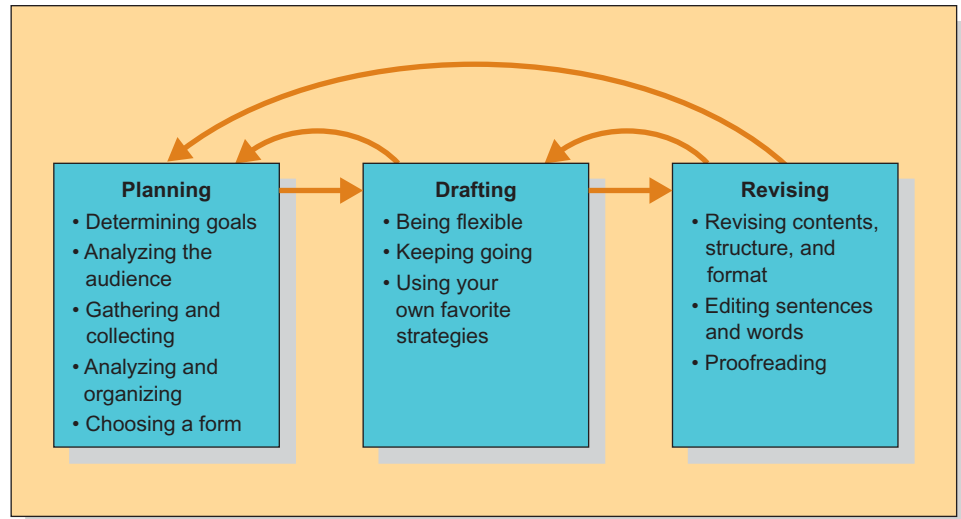 Planning
• Determining goals
• Analyzing the
audience
• Gathering and
collecting
• Analyzing and
organizing
• Choosing a form
Drafting
• Being flexible
• Keeping going
• Using your
own favorite
strategies
Revising
• Revising contents,
structure, and
format
• Editing sentences
and words
• Proofreading